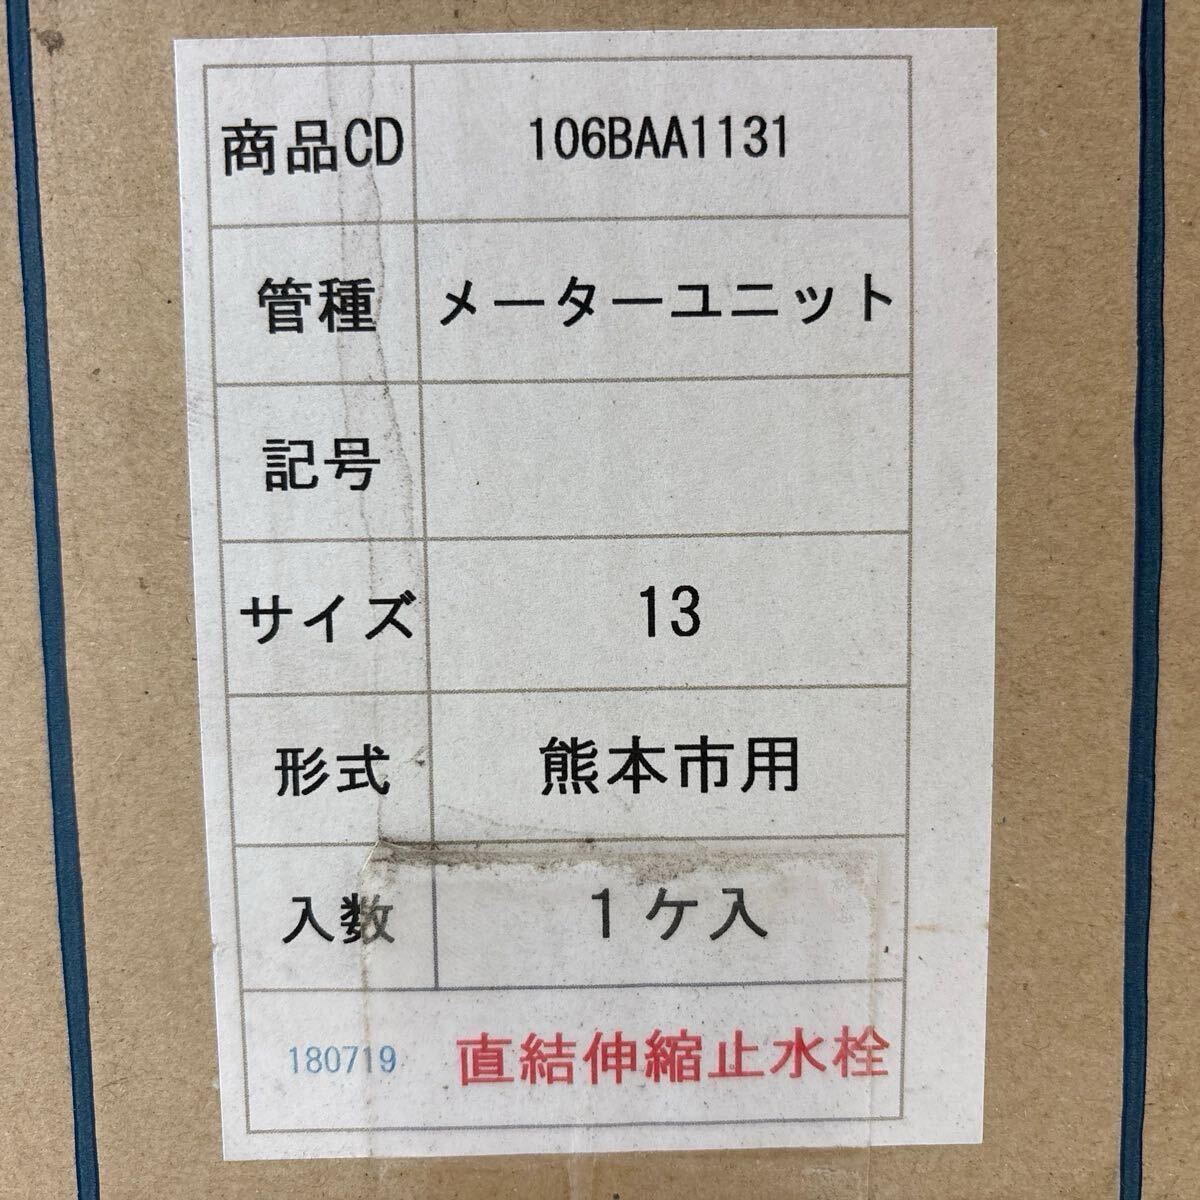 商品CD 106BAA1131
管種 メーターユニット
記号
サイズ 13
形式 熊本市用
入数 1ケ入
180719 直結伸縮止水栓